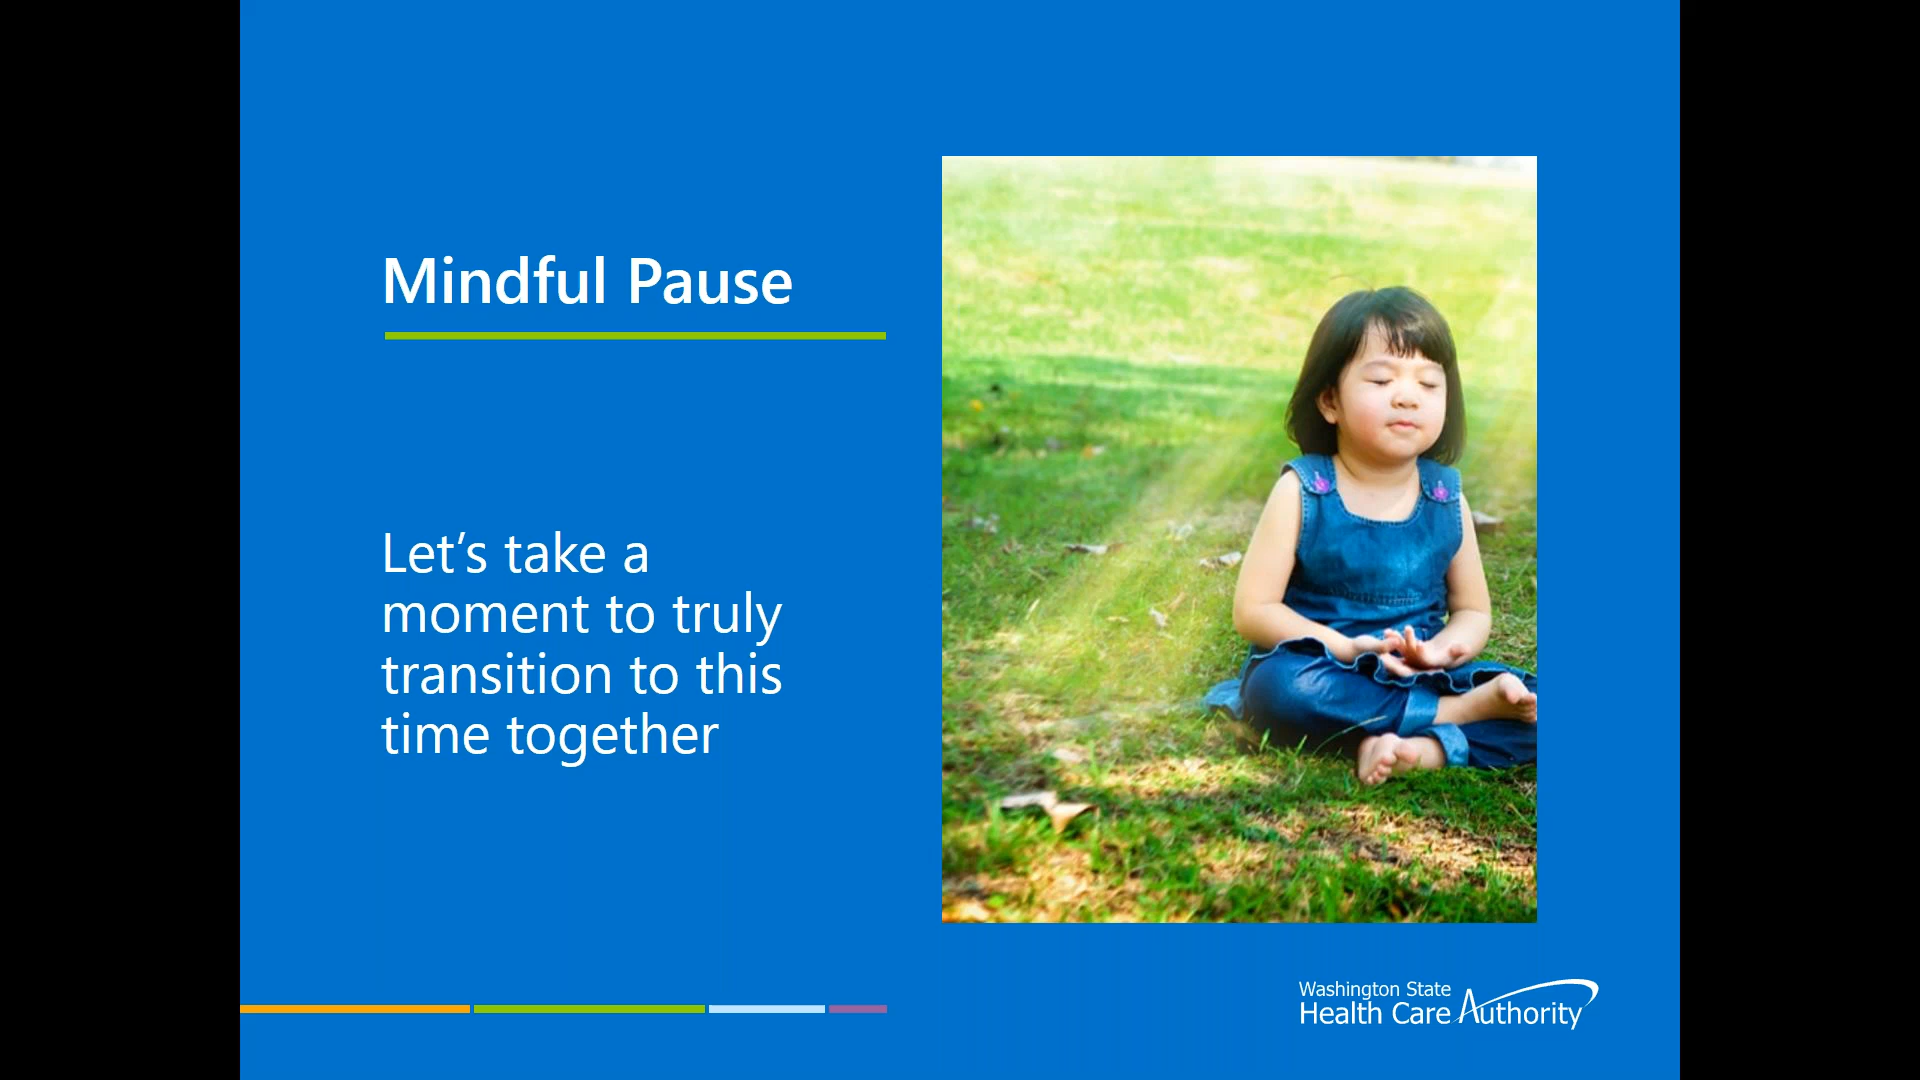 Mindful Pause
Let’s take a
moment to truly
transition to this
time together
Washington State
Health Care Authority